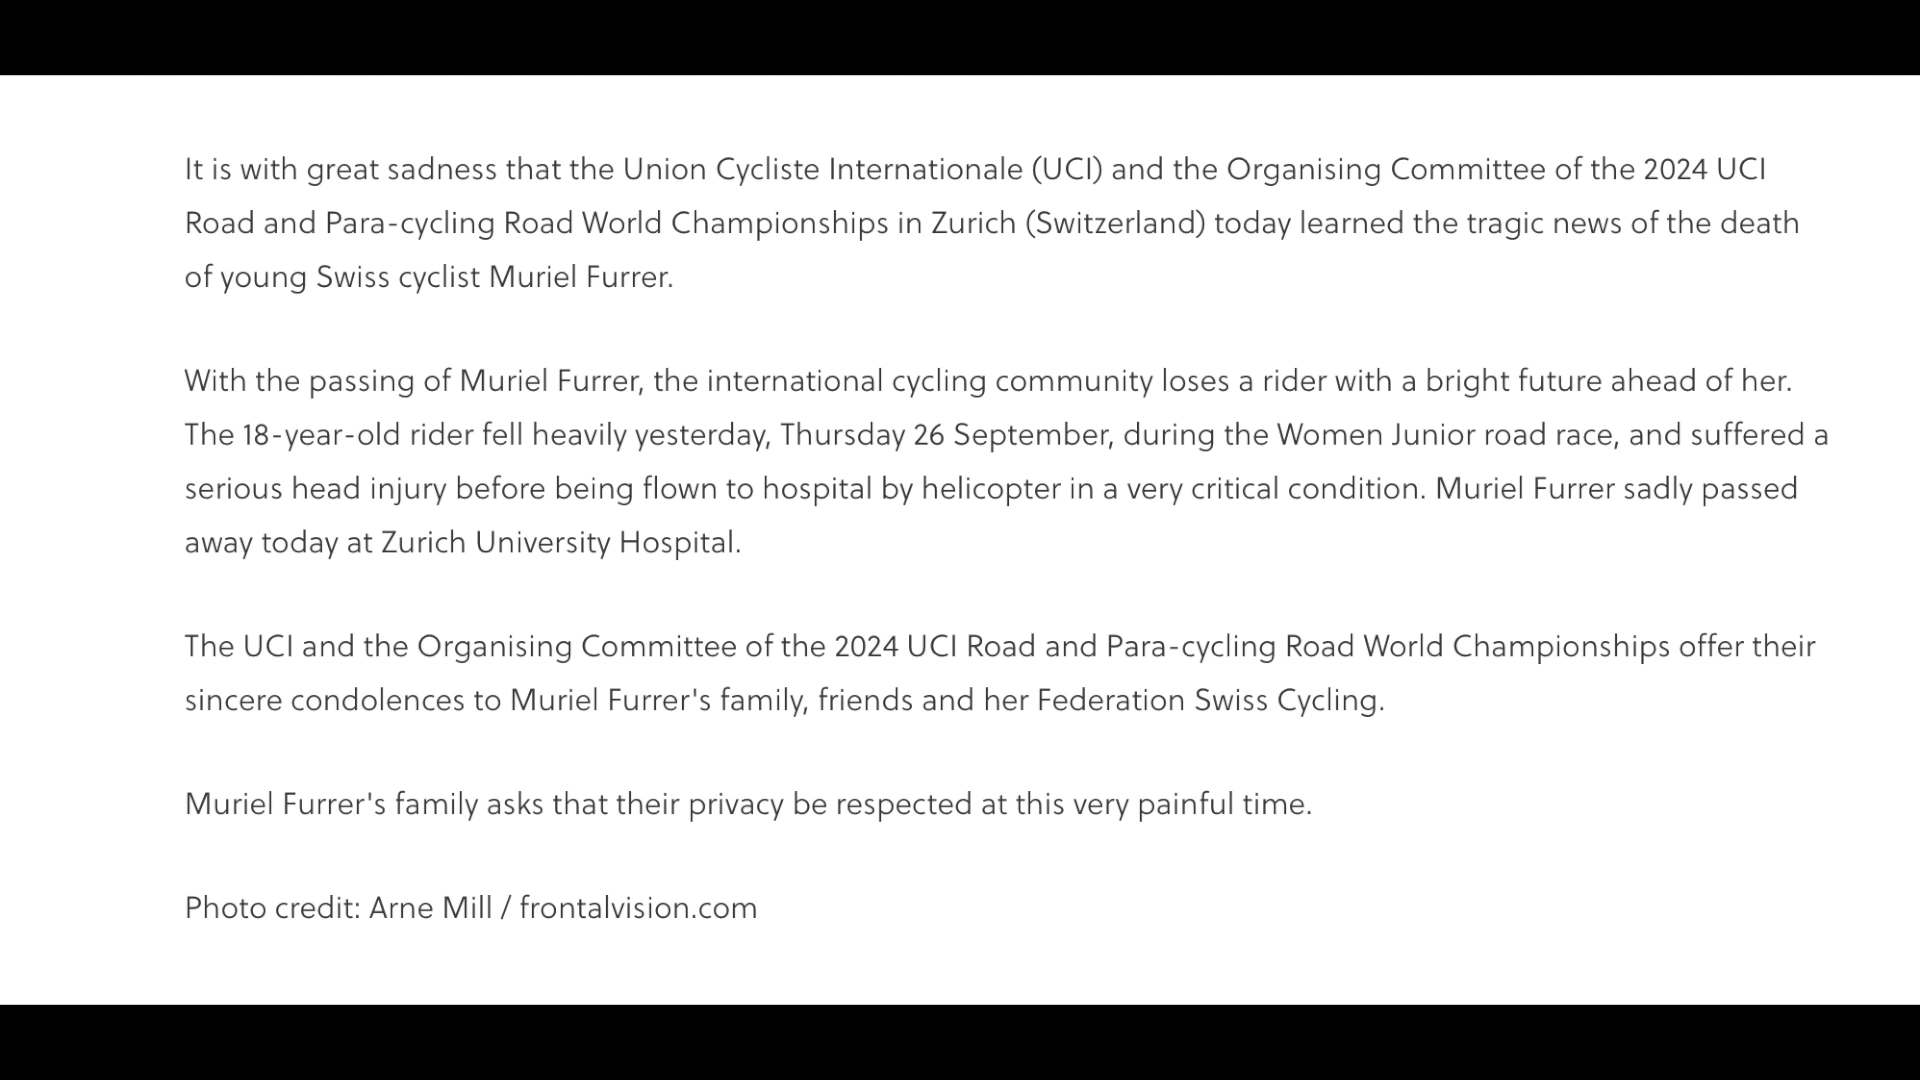 It is with great sadness that the Union Cycliste Internationale (UCI) and the Organising Committee of the 2024 UCI
Road and Para-cycling Road World Championships in Zurich (Switzerland) today learned the tragic news of the death
of young Swiss cyclist Muriel Furrer.
With the passing of Muriel Furrer, the international cycling community loses a rider with a bright future ahead of her.
The 18-year-old rider fell heavily yesterday, Thursday 26 September, during the Women Junior road race, and suffered a
serious head injury before being flown to hospital by helicopter in a very critical condition. Muriel Furrer sadly passed
away today at Zurich University Hospital.
The UCI and the Organising Committee of the 2024 UCI Road and Para-cycling Road World Championships offer their
sincere condolences to Muriel Furrer's family, friends and her Federation Swiss Cycling.
Muriel Furrer's family asks that their privacy be respected at this very painful time.
Photo credit: Arne Mill / frontalvision.com